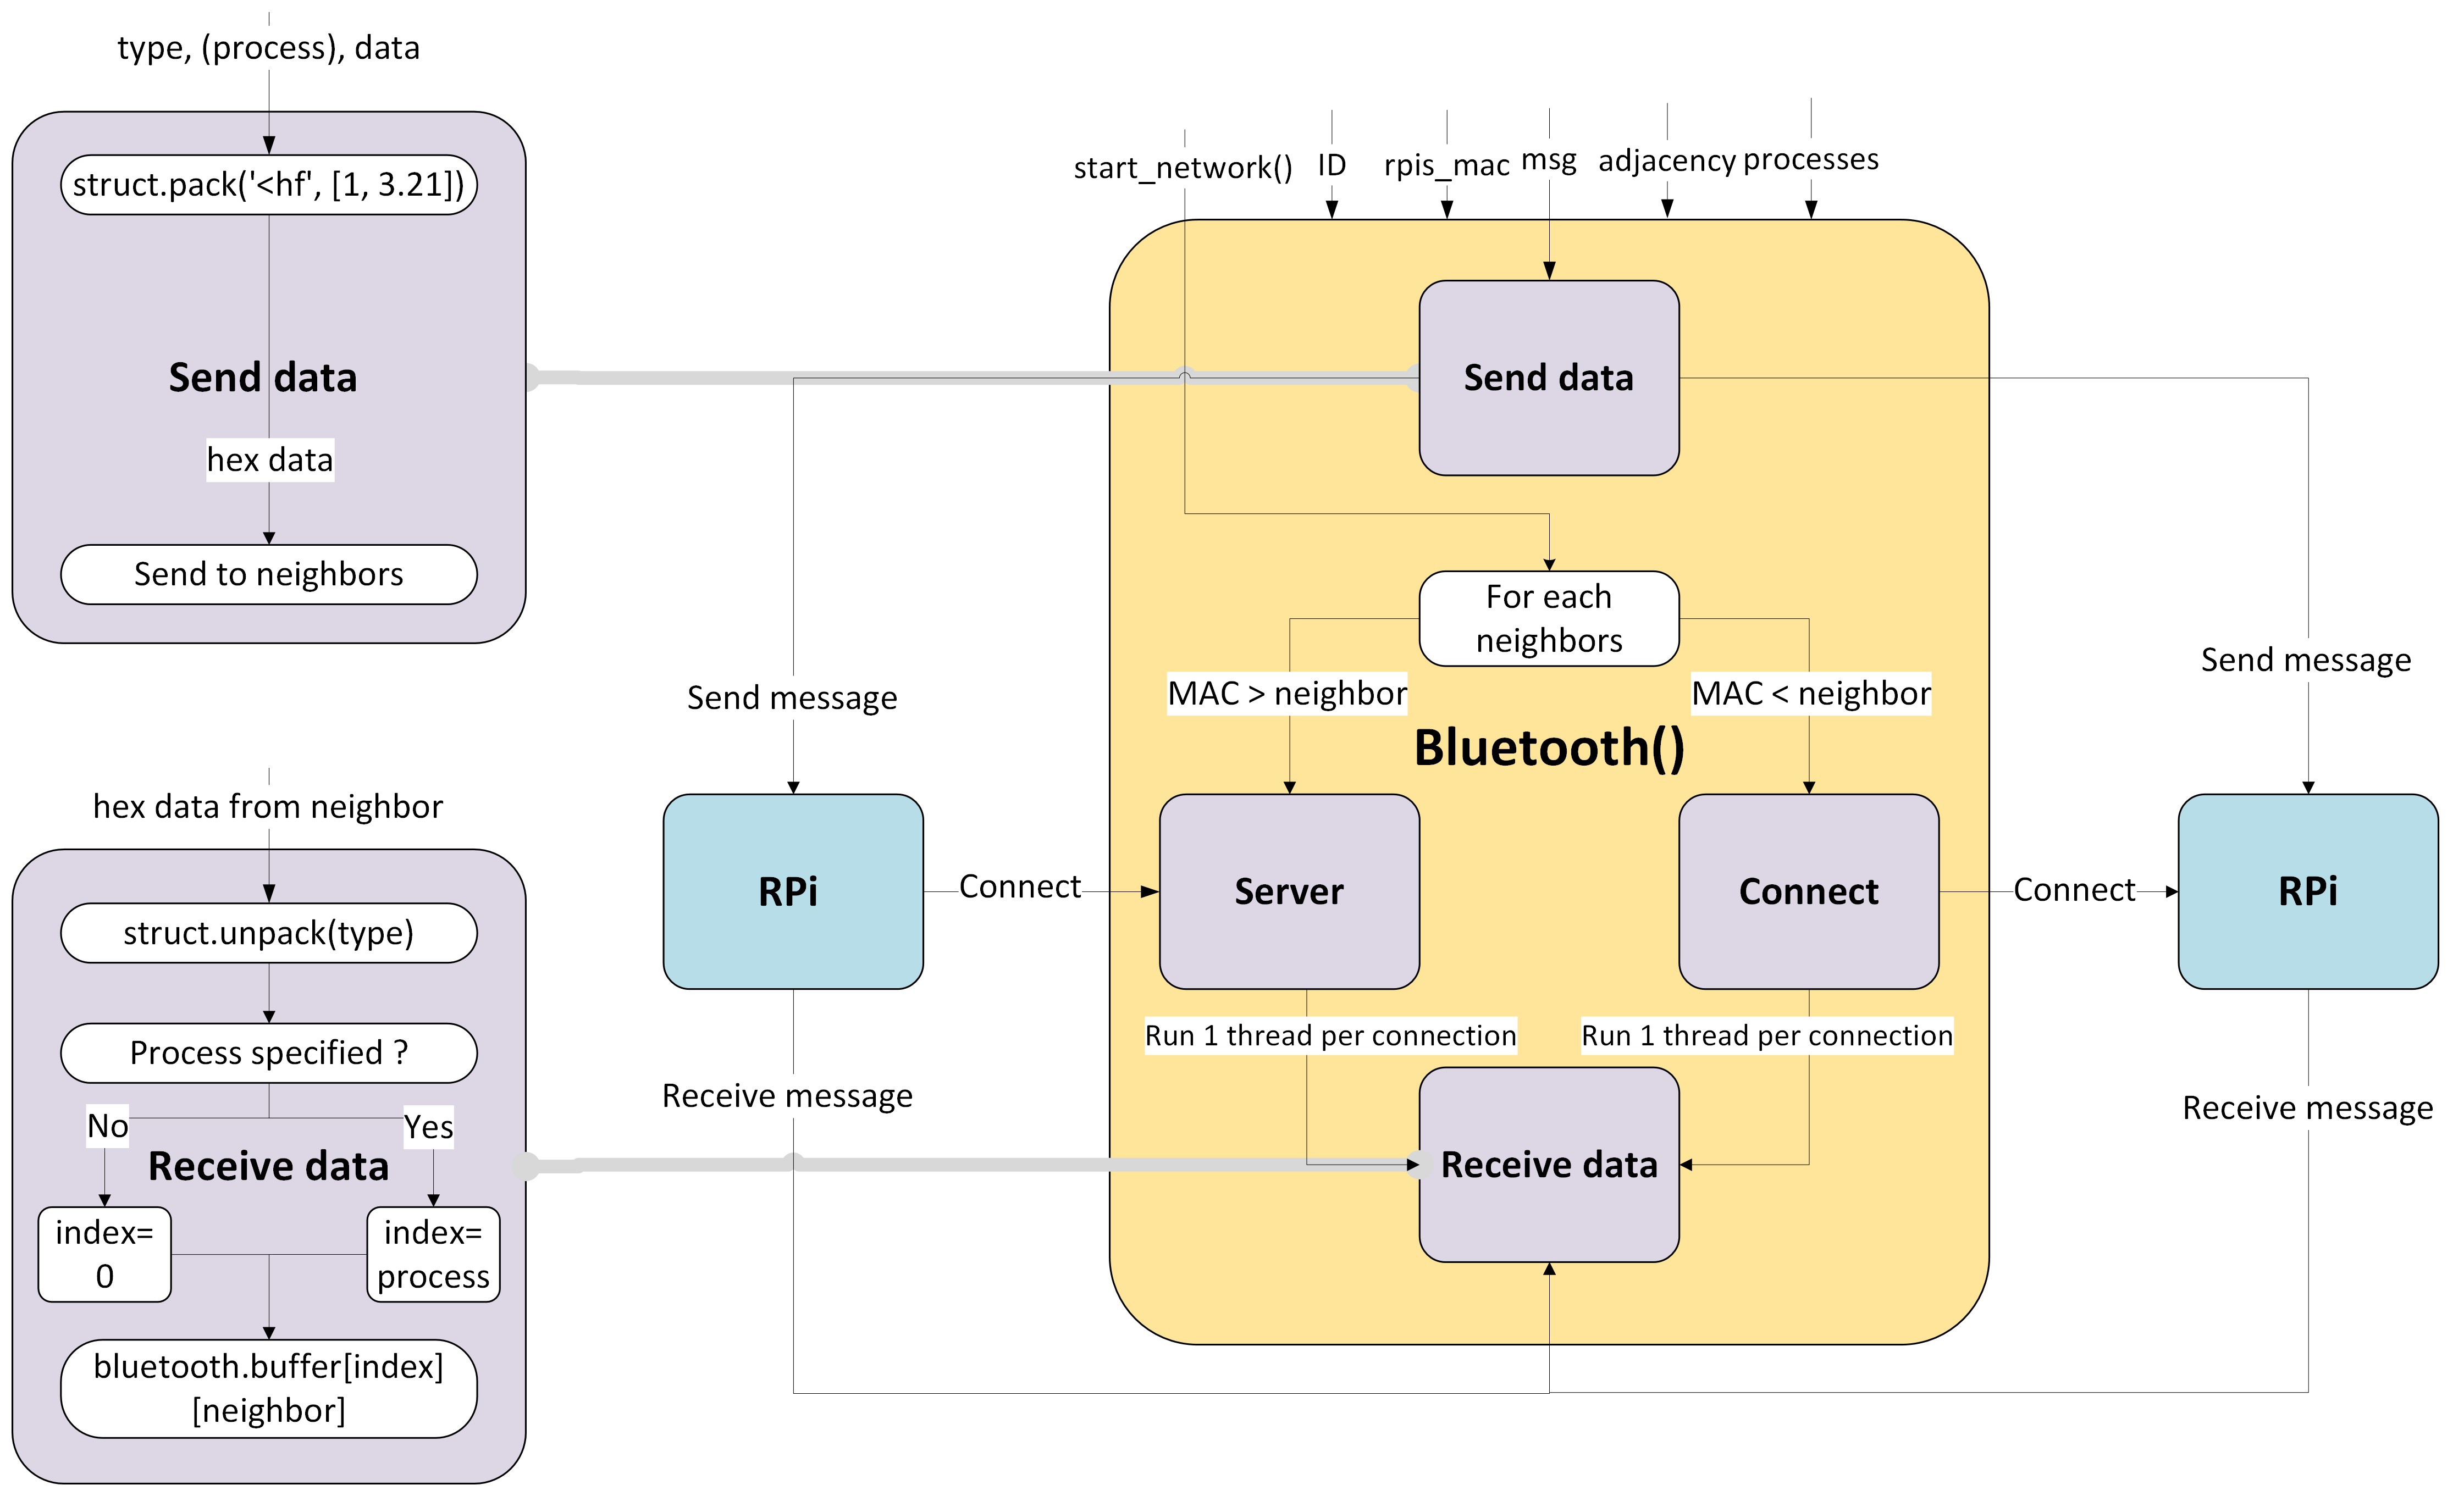 type, (process), data
struct.pack('<hf', [1, 3.21])
Send data
hex data
Send to neighbors
hex data from neighbor
struct.unpack(type)
Process specified ?
No
Yes
Receive data
index=
0
index=
process
bluetooth.buffer[index]
[neighbor]
start_network()
ID
rpis_mac
msg
adjacency
processes
Send data
For each
neighbors
MAC > neighbor
MAC < neighbor
Bluetooth()
Send message
Send message
RPi
Connect
Server
Connect
Connect
RPi
Run 1 thread per connection
Run 1 thread per connection
Receive message
Receive message
Receive data